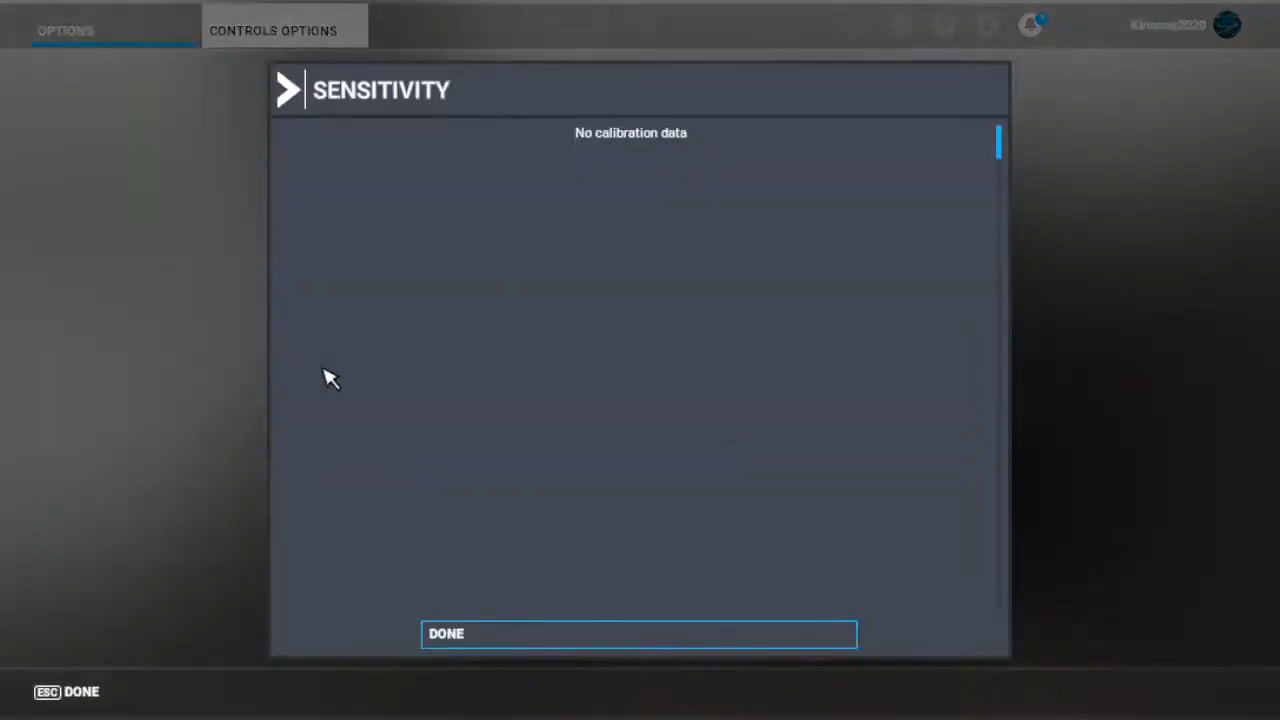 OPTIONS
CONTROLS OPTIONS
SENSITIVITY
No calibration data
DONE
ESC DONE